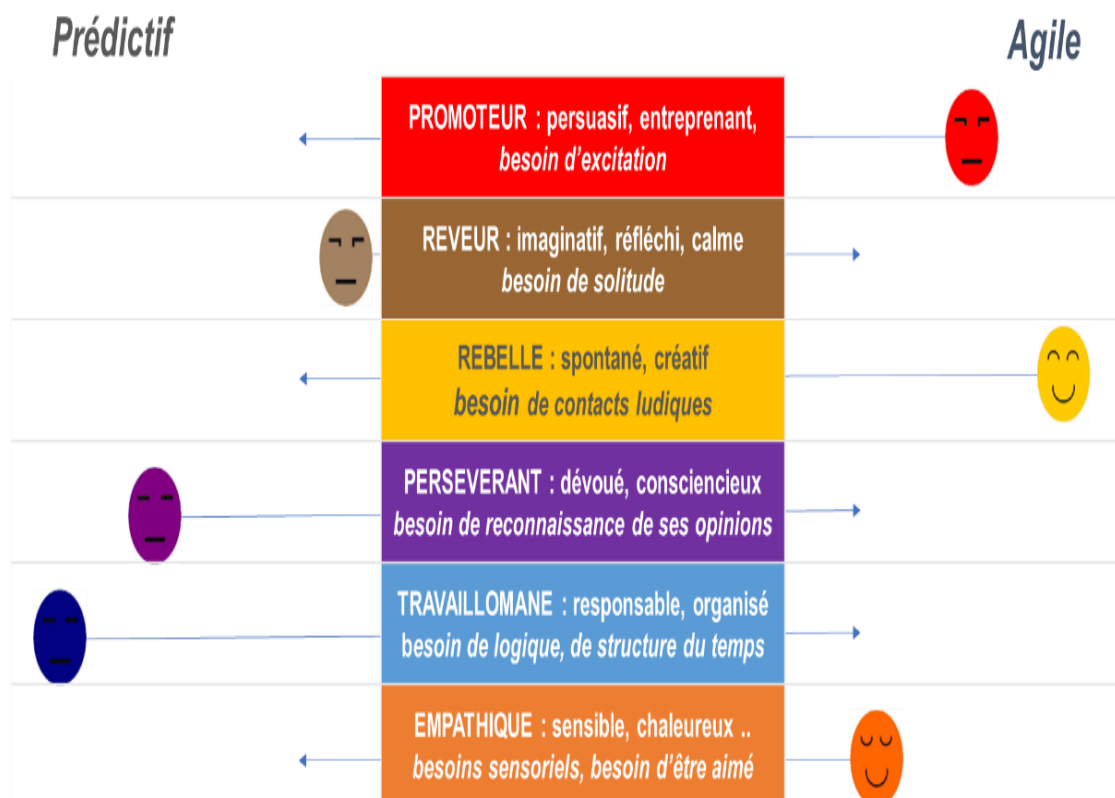 Prédictif
Agile
PROMOTEUR : persuasif, entreprenant,
besoin d'excitation
REVEUR : imaginatif, réfléchi, calme
besoin de solitude
REBELLE : spontané, créatif
besoin de contacts ludiques
PERSEVERANT : dévoué, consciencieux
besoin de reconnaissance de ses opinions
TRAVAILLOMANE : responsable, organisé
besoin de logique, de structure du temps
EMPATHIQUE : sensible, chaleureux ..
besoins sensoriels, besoin d'être aimé